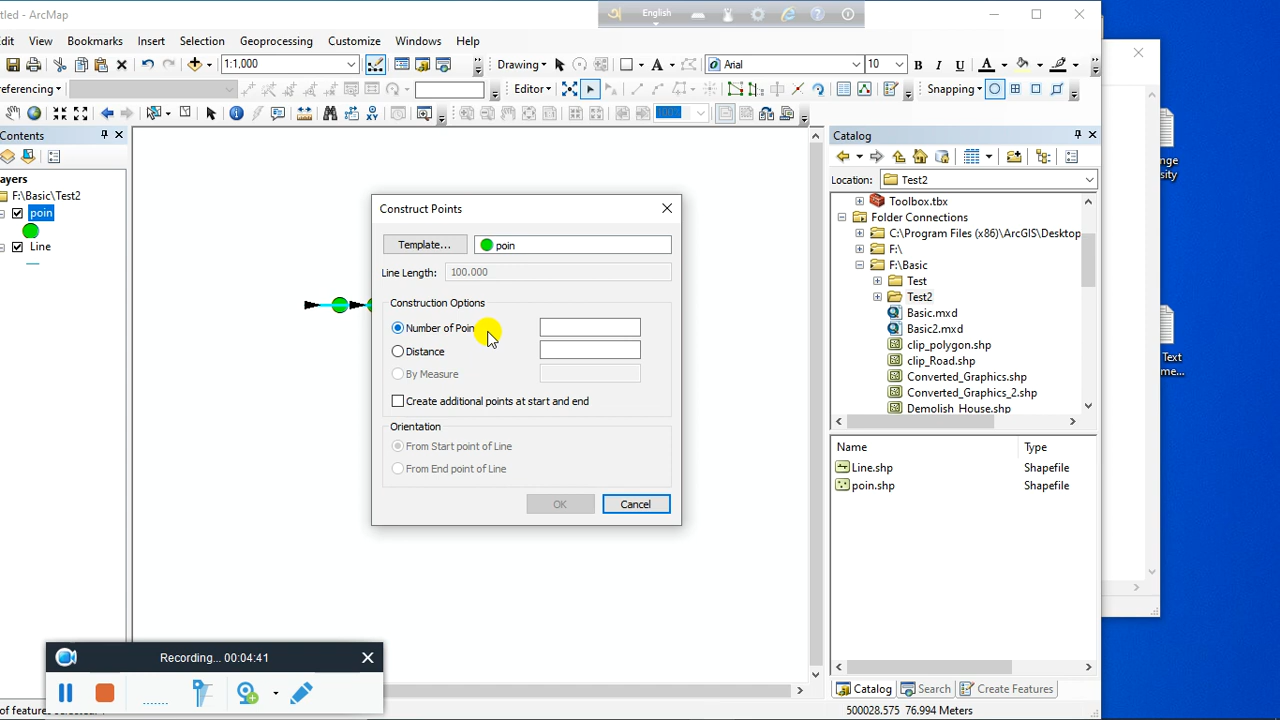 tled - ArcMap
English
dit View Bookmarks Insert Selection Geoprocessing Customize Windows Help
1:1,000
Drawing
A
Arial
10
B I U A
eferencing
Editor
Snapping
100%
Contents
ayers
F:\Basic\Test2
poin
Line
Construct Points
Template...
poin
Line Length: 100.000
Construction Options
Number of Poin
Distance
By Measure
Create additional points at start and end
Orientation
From Start point of Line
From End point of Line
OK
Cancel
Catalog
Location: Test2
Toolbox.tbx
Folder Connections
C:\Program Files (x86)\ArcGIS\Desktop
F:\
F:\Basic
Test
Test2
Basic.mxd
Basic2.mxd
clip_polygon.shp
clip_Road.shp
Converted_Graphics.shp
Converted_Graphics_2.shp
Demolish_House.shp
Name Type
Line.shp Shapefile
poin.shp Shapefile
Catalog Search Create Features
500028.575 76.994 Meters
nge
sity
Text
me...
Recording... 00:04:41